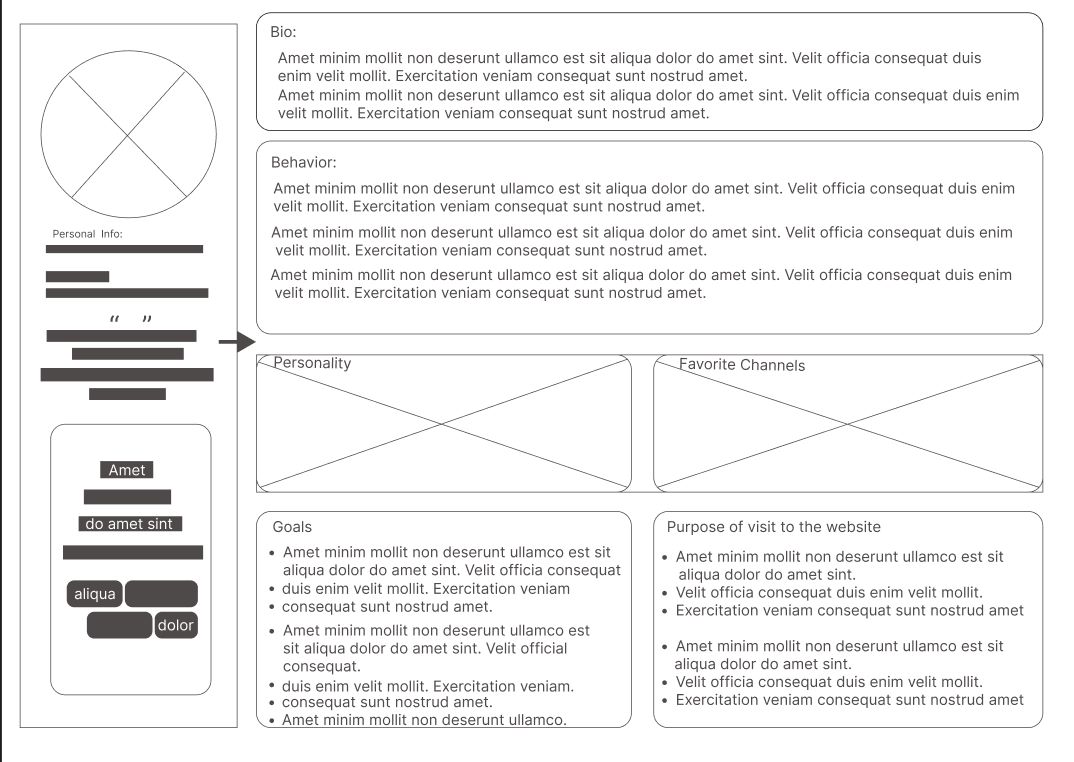 Personal Info:
“ ”
Amet
do amet sint
aliqua
dolor
Bio:
Amet minim mollit non deserunt ullamco est sit aliqua dolor do amet sint. Velit officia consequat duis
enim velit mollit. Exercitation veniam consequat sunt nostrud amet.
Amet minim mollit non deserunt ullamco est sit aliqua dolor do amet sint. Velit officia consequat duis enim
velit mollit. Exercitation veniam consequat sunt nostrud amet.
Behavior:
Amet minim mollit non deserunt ullamco est sit aliqua dolor do amet sint. Velit officia consequat duis enim
velit mollit. Exercitation veniam consequat sunt nostrud amet.
Amet minim mollit non deserunt ullamco est sit aliqua dolor do amet sint. Velit officia consequat duis enim
velit mollit. Exercitation veniam consequat sunt nostrud amet.
Amet minim mollit non deserunt ullamco est sit aliqua dolor do amet sint. Velit officia consequat duis enim
velit mollit. Exercitation veniam consequat sunt nostrud amet.
Personality
Favorite Channels
Goals
• Amet minim mollit non deserunt ullamco est sit
aliqua dolor do amet sint. Velit officia consequat
• duis enim velit mollit. Exercitation veniam
• consequat sunt nostrud amet.
• Amet minim mollit non deserunt ullamco est
sit aliqua dolor do amet sint. Velit official
consequat.
• duis enim velit mollit. Exercitation veniam.
• consequat sunt nostrud amet.
• Amet minim mollit non deserunt ullamco.
Purpose of visit to the website
• Amet minim mollit non deserunt ullamco est sit
aliqua dolor do amet sint.
• Velit officia consequat duis enim velit mollit.
• Exercitation veniam consequat sunt nostrud amet
• Amet minim mollit non deserunt ullamco est sit
aliqua dolor do amet sint.
• Velit officia consequat duis enim velit mollit.
• Exercitation veniam consequat sunt nostrud amet